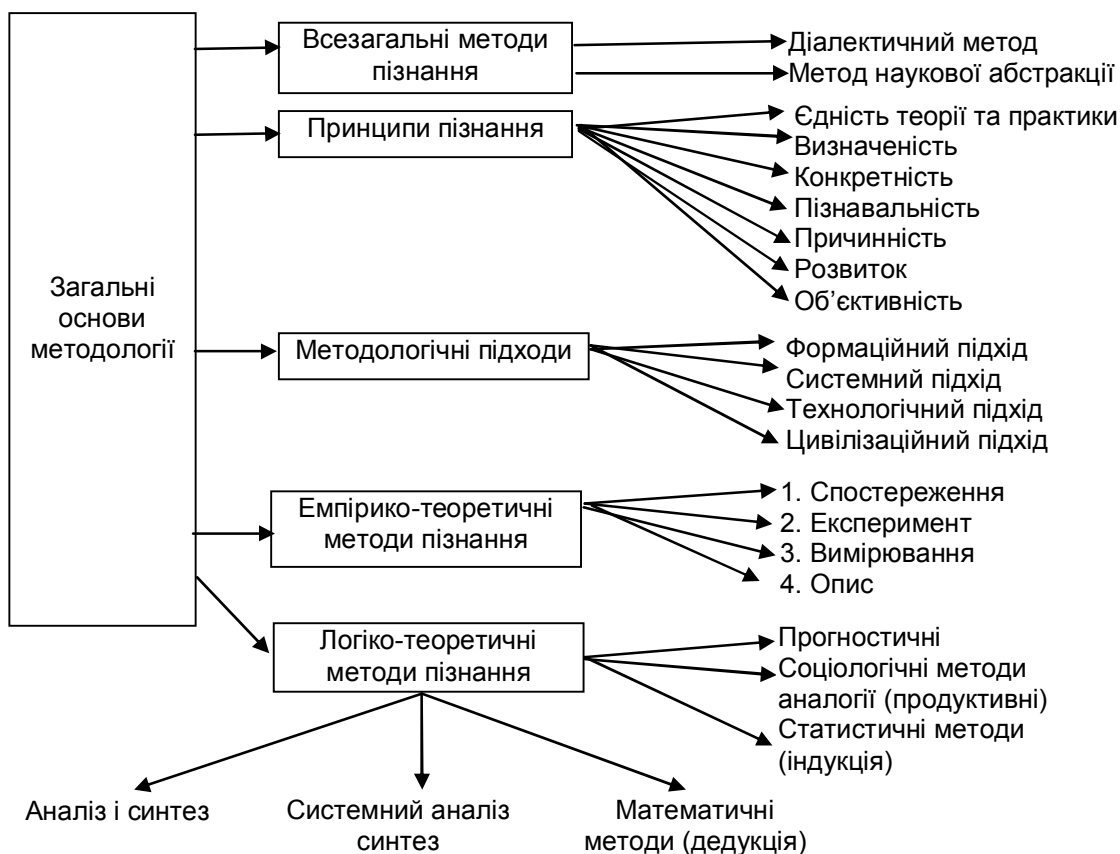 Загальні
основи
методології
Всезагальні методи
пізнання
Діалектичний метод
Метод наукової абстракції
Принципи пізнання
Єдність теорії та практики
Визначеність
Конкретність
Пізнавальність
Причинність
Розвиток
Об’єктивність
Методологічні підходи
Формаційний підхід
Системний підхід
Технологічний підхід
Цивілізаційний підхід
Емпірико-теоретичні
методи пізнання
1. Спостереження
2. Експеримент
3. Вимірювання
4. Опис
Логіко-теоретичні
методи пізнання
Прогностичні
Соціологічні методи
аналогії (продуктивні)
Статистичні методи
(індукція)
Аналіз і синтез
Системний аналіз
синтез
Математичні
методи (дедукція)